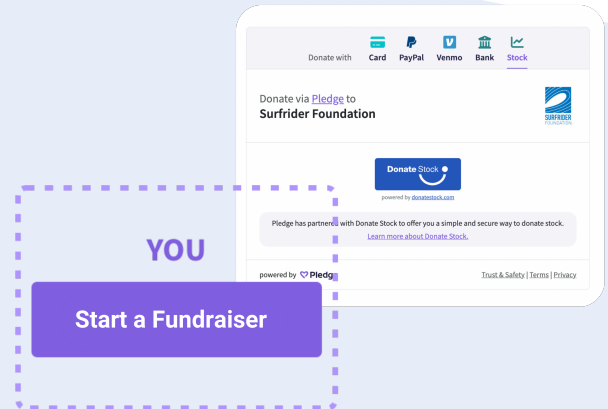 Donate with
Card PayPal Venmo Bank Stock
Donate via Pledge to
Surfrider Foundation
SURFRIDER
FOUNDATION
Donate Stock
powered by donatestock.com
Pledge has partnered with Donate Stock to offer you a simple and secure way to donate stock.
Learn more about Donate Stock.
powered by Pledg
Trust & Safety | Terms | Privacy
YOU
Start a Fundraiser